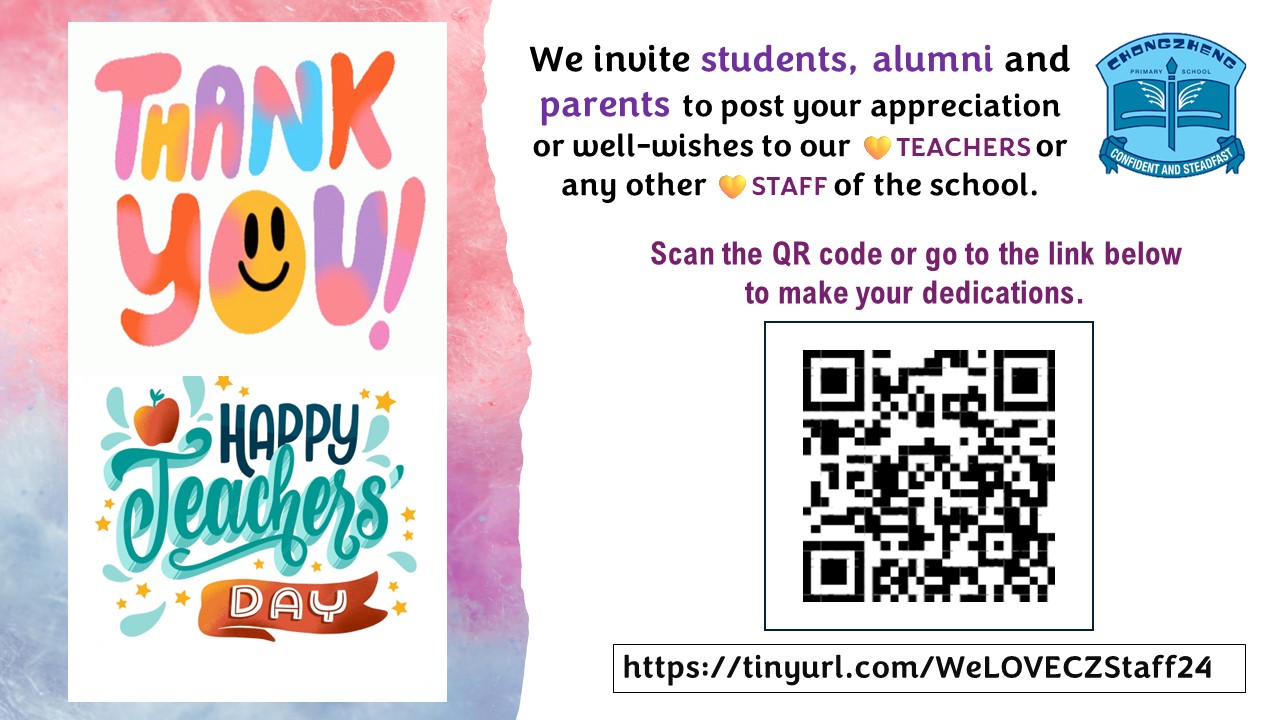 THANK
YOU!
HAPPY
Teachers'
DAY
We invite students, alumni and
parents to post your appreciation
or well-wishes to our 💛 TEACHERS or
any other 💛 STAFF of the school.
CHONGZHENG
PRIMARY SCHOOL
CONFIDENT AND STEADFAST
Scan the QR code or go to the link below
to make your dedications.
https://tinyurl.com/WeLOVECZStaff24